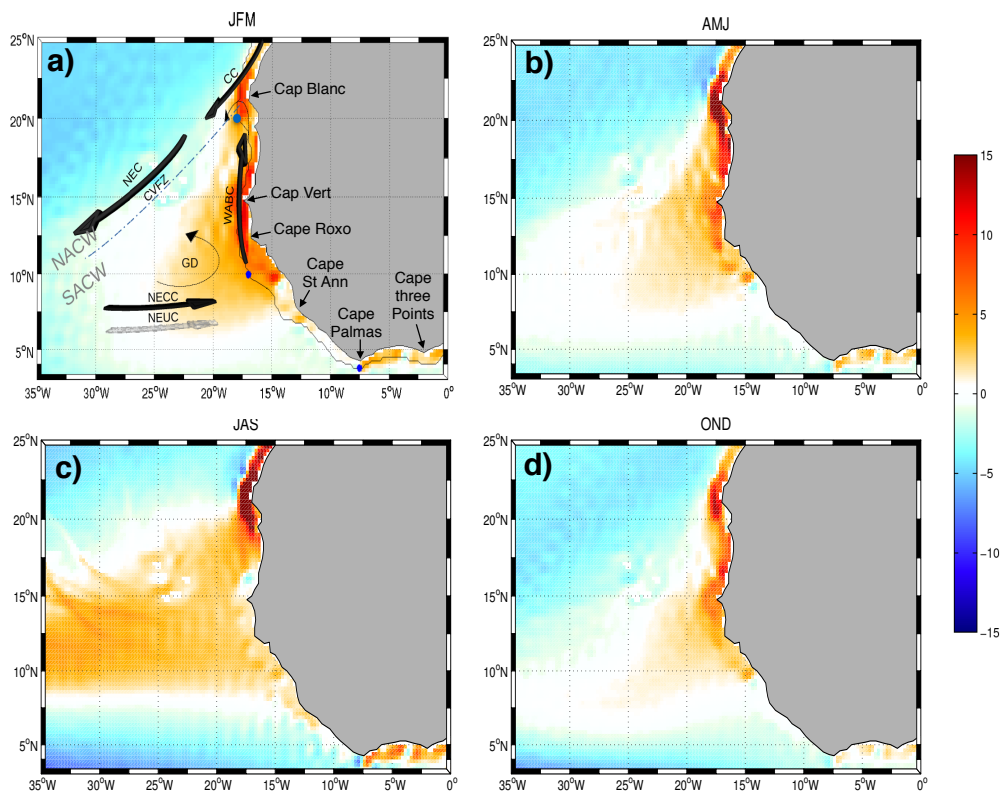 JFM
a)
25°N
20°N
15°N
10°N
5°N
35°W
30°W
25°W
20°W
15°W
10°W
5°W
0°
CC
Cap Blanc
NEC
CVFZ
WABC
Cap Vert
Cape Roxo
NACW
SACW
GD
Cape
St Ann
NECC
NEUC
Cape
Palmas
Cape
three
Points
AMJ
b)
25°N
20°N
15°N
10°N
5°N
35°W
30°W
25°W
20°W
15°W
10°W
5°W
0°
JAS
c)
25°N
20°N
15°N
10°N
5°N
35°W
30°W
25°W
20°W
15°W
10°W
5°W
0°
OND
d)
25°N
20°N
15°N
10°N
5°N
35°W
30°W
25°W
20°W
15°W
10°W
5°W
0°
15
10
5
0
−5
−10
−15